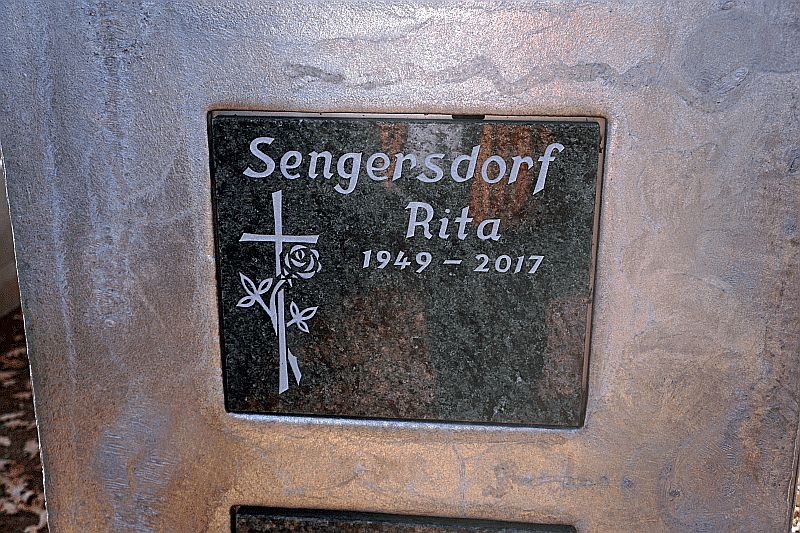 Sengersdorf
Rita
1949 – 2017